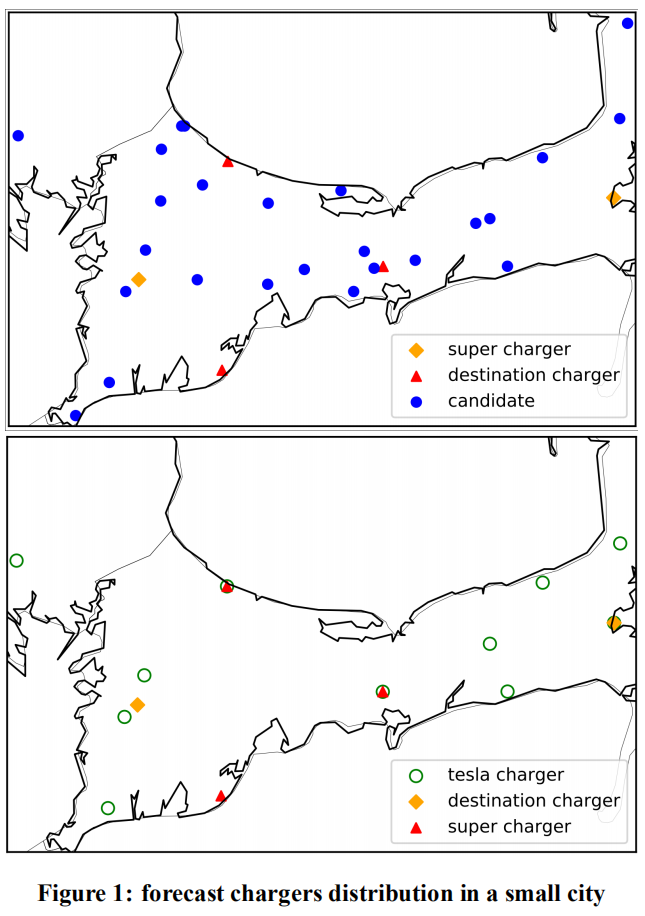 super charger
destination charger
candidate
tesla charger
destination charger
super charger
Figure 1: forecast chargers distribution in a small city